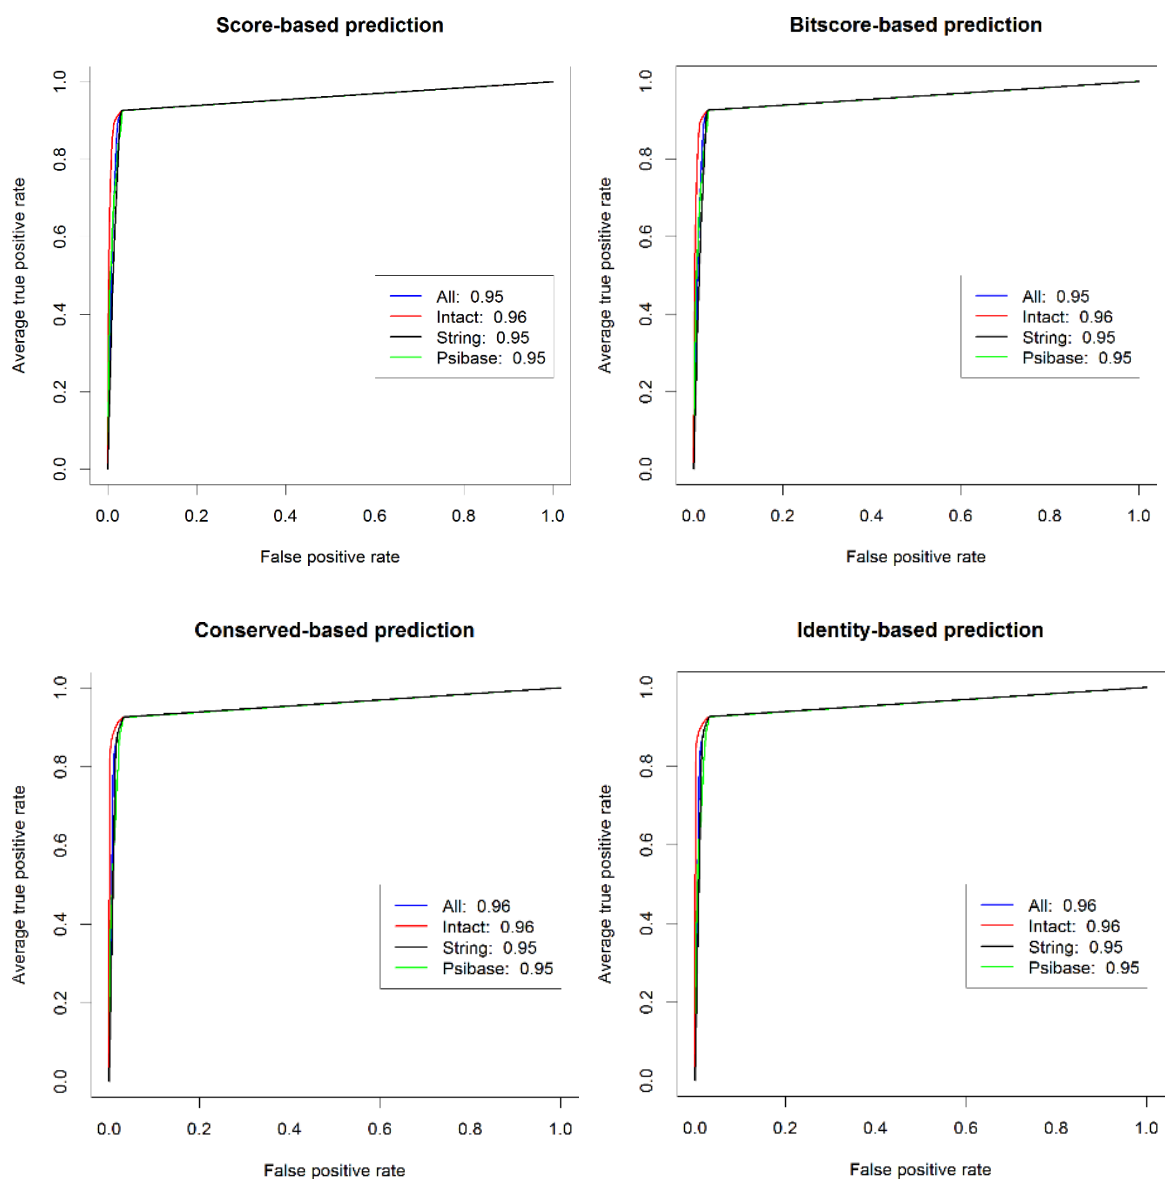 Score-based prediction
Average true positive rate
1.0
0.8
0.6
0.4
0.2
0.0
All: 0.95
Intact: 0.96
String: 0.95
Psibase: 0.95
0.0 0.2 0.4 0.6 0.8 1.0
False positive rate
Bitscore-based prediction
Average true positive rate
1.0
0.8
0.6
0.4
0.2
0.0
All: 0.95
Intact: 0.96
String: 0.95
Psibase: 0.95
0.0 0.2 0.4 0.6 0.8 1.0
False positive rate
Conserved-based prediction
Average true positive rate
1.0
0.8
0.6
0.4
0.2
0.0
All: 0.96
Intact: 0.96
String: 0.95
Psibase: 0.95
0.0 0.2 0.4 0.6 0.8 1.0
False positive rate
Identity-based prediction
Average true positive rate
1.0
0.8
0.6
0.4
0.2
0.0
All: 0.96
Intact: 0.96
String: 0.95
Psibase: 0.95
0.0 0.2 0.4 0.6 0.8 1.0
False positive rate